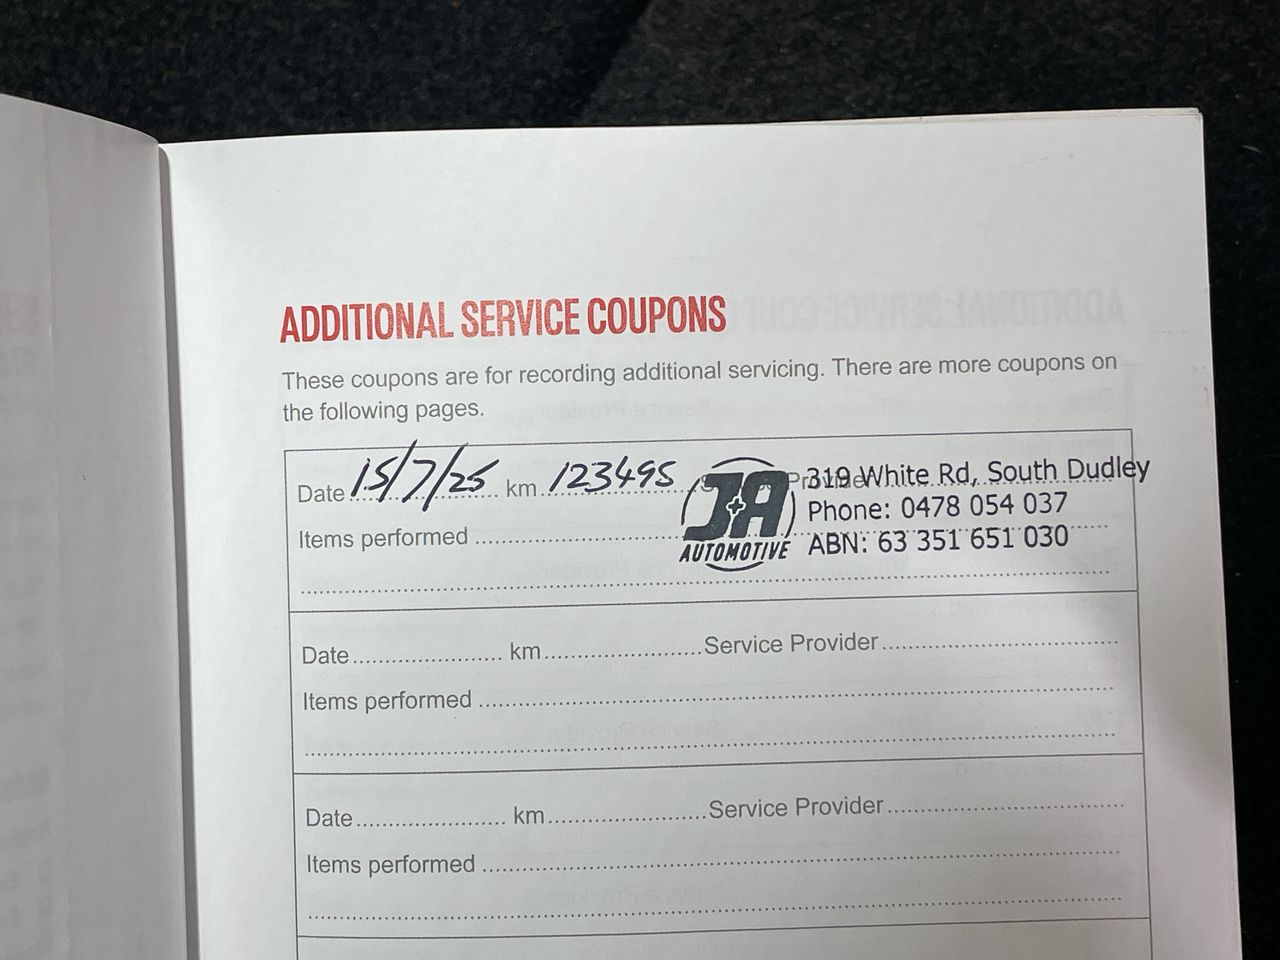 ADDITIONAL SERVICE COUPONS
These coupons are for recording additional servicing. There are more coupons on
the following pages.
Date 15/7/25 km 123495 Service Provider 319 White Rd, South Dudley
J+A Phone: 0478 054 037
Items performed AUTOMOTIVE ABN: 63 351 651 030
Date km Service Provider
Items performed
Date km Service Provider
Items performed